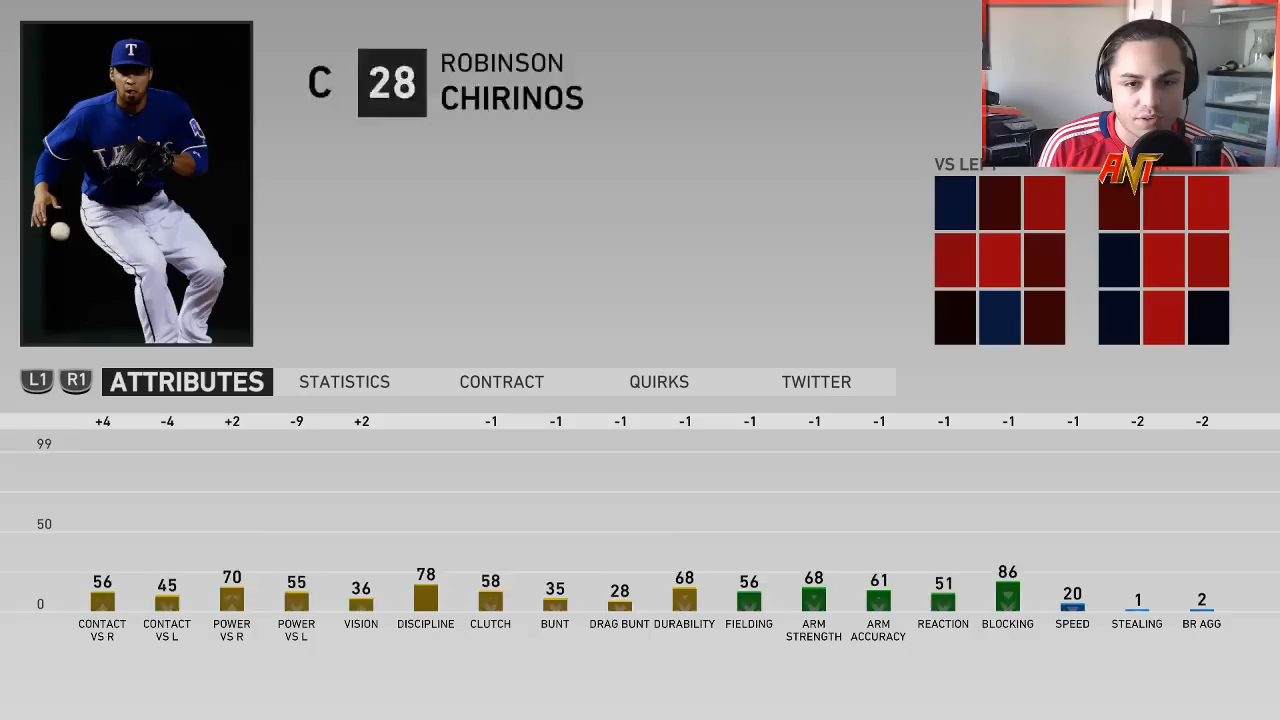 T
TEXAS
C 28 ROBINSON
CHIRINOS
ANT
VS LEFT
L1 R1 ATTRIBUTES STATISTICS CONTRACT QUIRKS TWITTER
+4 -4 +2 -9 +2 -1 -1 -1 -1 -1 -1 -1 -1 -1 -1 -2 -2
99
50
0
56 45 70 55 36 78 58 35 28 68 56 68 61 51 86 20 1 2
CONTACT VS R
CONTACT VS L
POWER VS R
POWER VS L
VISION
DISCIPLINE
CLUTCH
BUNT
DRAG BUNT
DURABILITY
FIELDING
ARM STRENGTH
ARM ACCURACY
REACTION
BLOCKING
SPEED
STEALING
BR AGG